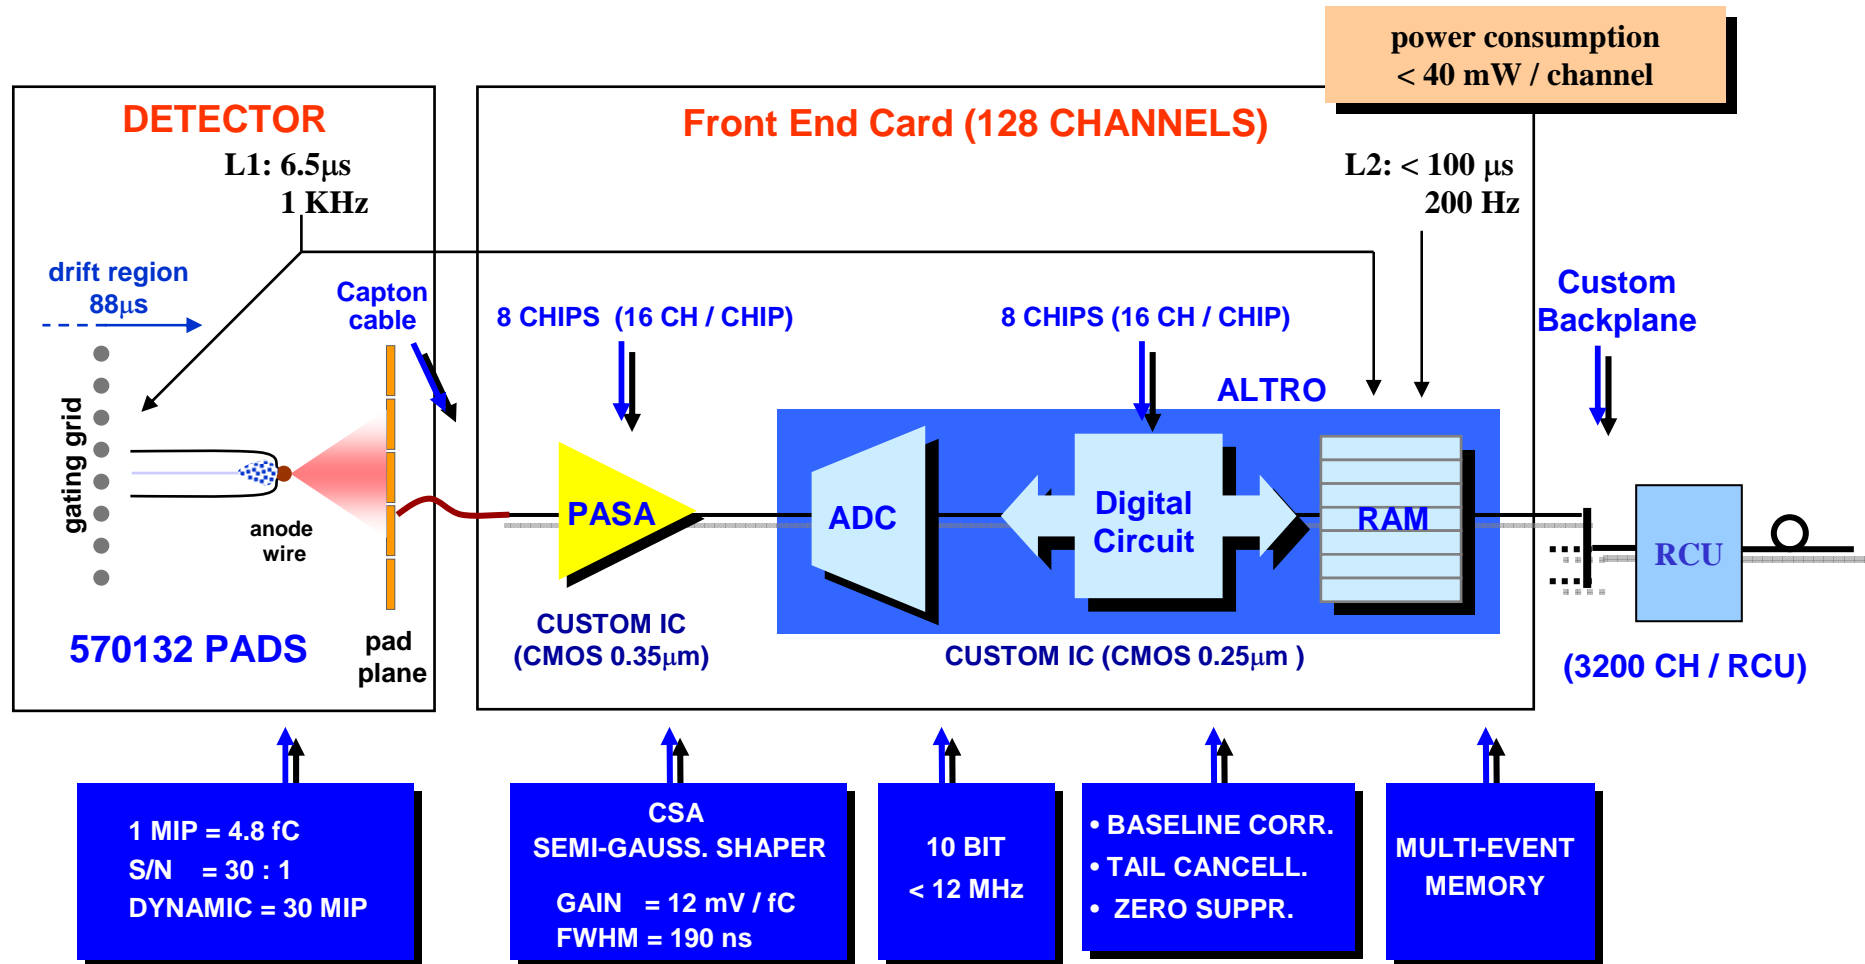 power consumption
< 40 mW / channel
DETECTOR
Front End Card (128 CHANNELS)
L1: 6.5μs
1 KHz
L2: < 100 μs
200 Hz
drift region
88μs
Capton
cable
8 CHIPS (16 CH / CHIP)
8 CHIPS (16 CH / CHIP)
Custom
Backplane
ALTRO
gating grid
anode
wire
PASA
ADC
Digital
Circuit
RAM
RCU
570132 PADS
pad
plane
CUSTOM IC
(CMOS 0.35μm)
CUSTOM IC (CMOS 0.25μm )
(3200 CH / RCU)
1 MIP = 4.8 fC
S/N = 30 : 1
DYNAMIC = 30 MIP
CSA
SEMI-GAUSS. SHAPER
GAIN = 12 mV / fC
FWHM = 190 ns
10 BIT
< 12 MHz
• BASELINE CORR.
• TAIL CANCELL.
• ZERO SUPPR.
MULTI-EVENT
MEMORY